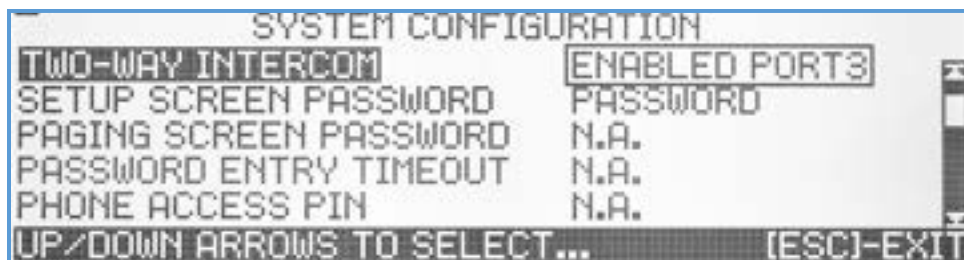 SYSTEM CONFIGURATION
TWO-WAY INTERCOM ENABLED PORT3
SETUP SCREEN PASSWORD PASSWORD
PAGING SCREEN PASSWORD N.A.
PASSWORD ENTRY TIMEOUT N.A.
PHONE ACCESS PIN N.A.
UP/DOWN ARROWS TO SELECT... [ESC]-EXIT